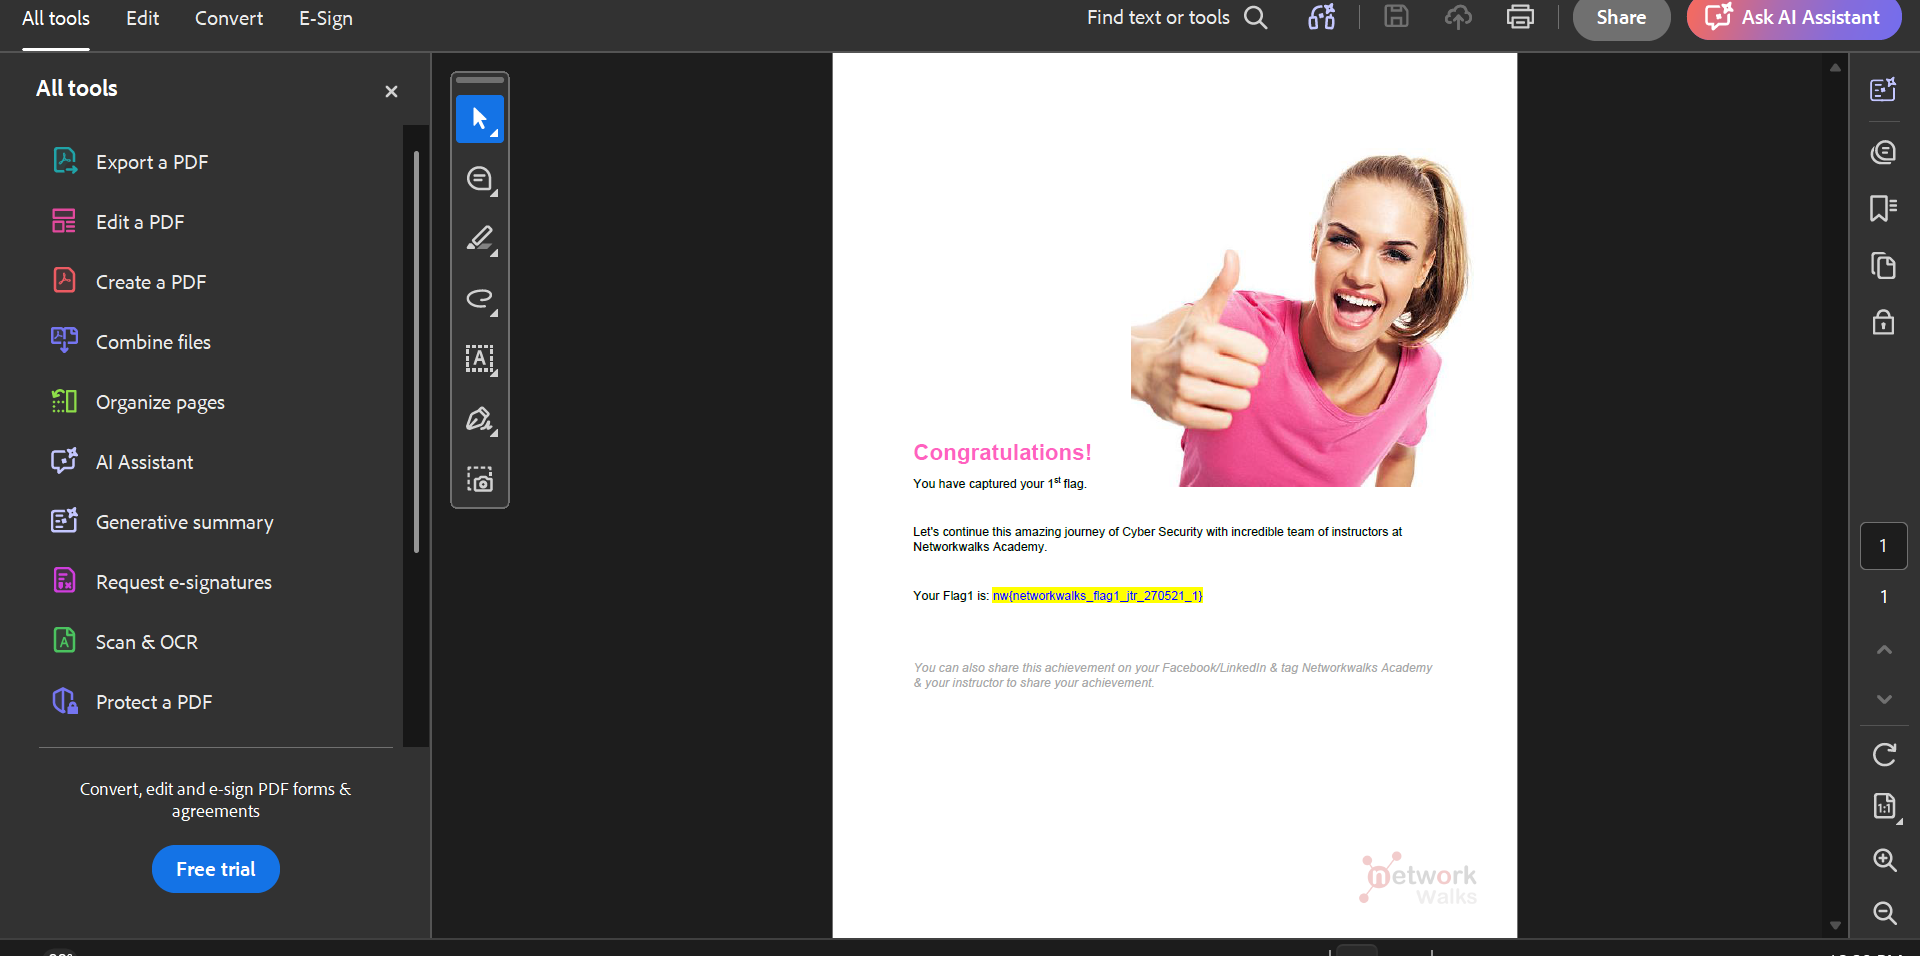 All tools Edit Convert E-Sign Find text or tools Share Ask AI Assistant
All tools
Export a PDF
Edit a PDF
Create a PDF
Combine files
Organize pages
AI Assistant
Generative summary
Request e-signatures
Scan & OCR
Protect a PDF
Convert, edit and e-sign PDF forms &
agreements
Free trial
Congratulations!
You have captured your 1st flag.
Let's continue this amazing journey of Cyber Security with incredible team of instructors at
Networkwalks Academy.
Your Flag1 is: nw{networkwalks_flag1_jtr_270521_1}
You can also share this achievement on your Facebook/LinkedIn & tag Networkwalks Academy
& your instructor to share your achievement.
network
Walks
1
1
1:1